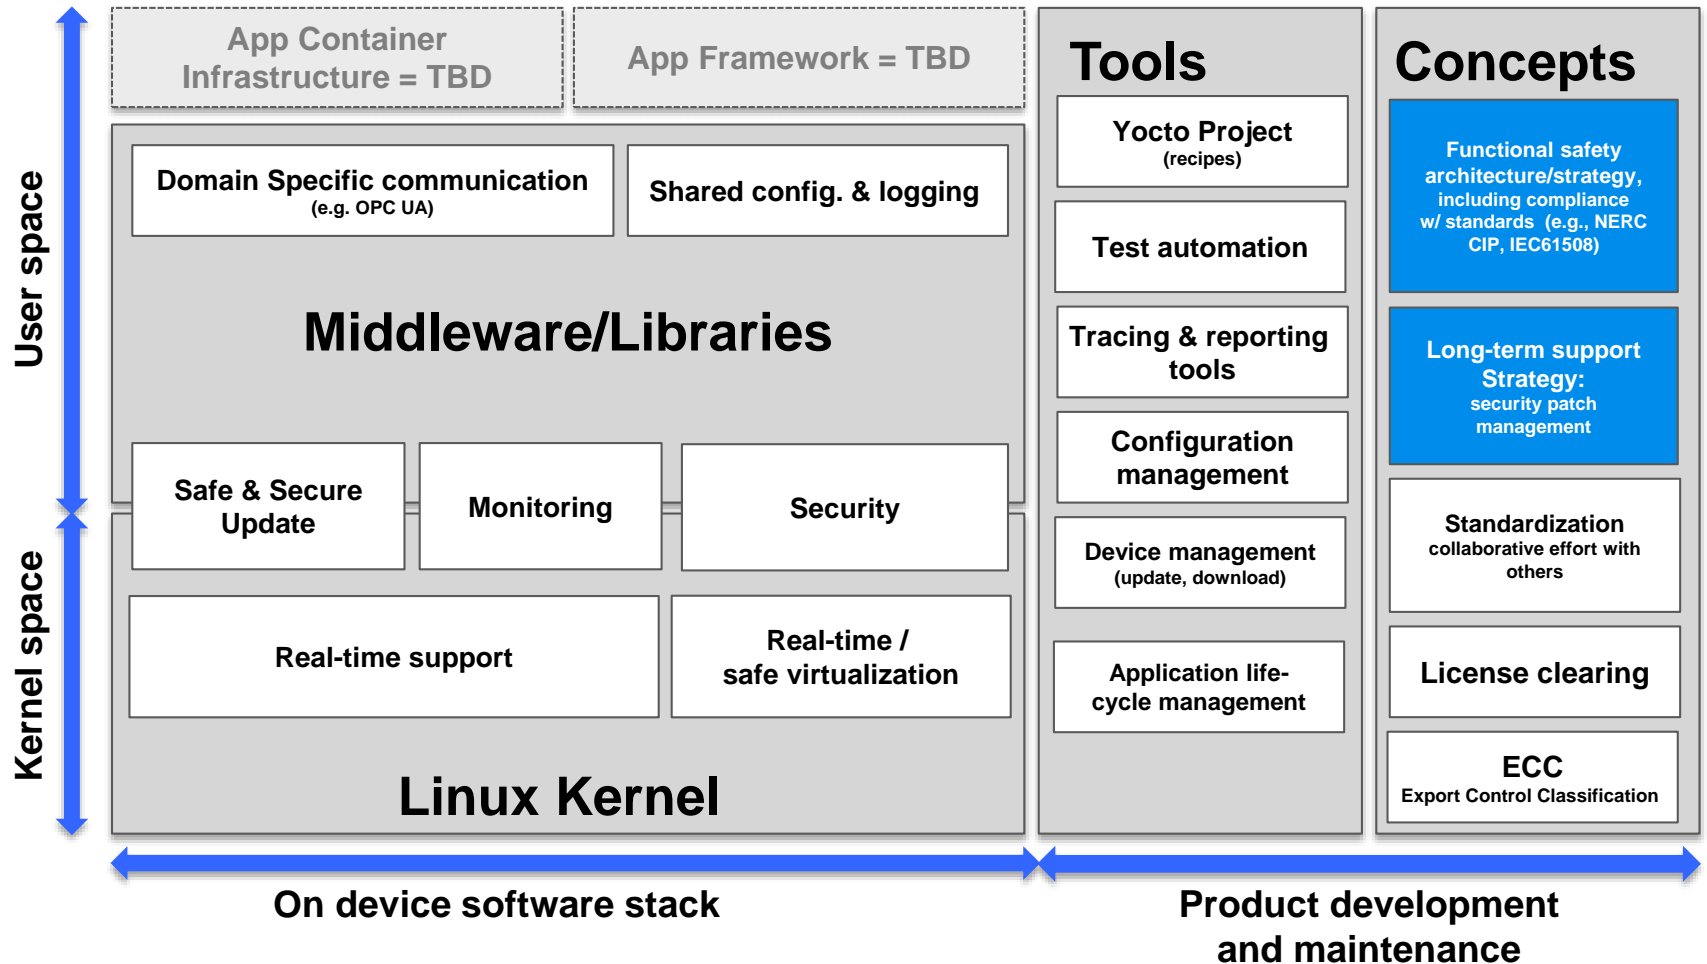 User space
Kernel space
App Container
Infrastructure = TBD
App Framework = TBD
Domain Specific communication
(e.g. OPC UA)
Shared config. & logging
Middleware/Libraries
Safe & Secure
Update
Monitoring
Security
Real-time support
Real-time /
safe virtualization
Linux Kernel
Tools
Yocto Project
(recipes)
Test automation
Tracing & reporting
tools
Configuration
management
Device management
(update, download)
Application life-
cycle management
Concepts
Functional safety
architecture/strategy,
including compliance
w/ standards (e.g., NERC
CIP, IEC61508)
Long-term support
Strategy:
security patch
management
Standardization
collaborative effort with
others
License clearing
ECC
Export Control Classification
On device software stack
Product development
and maintenance